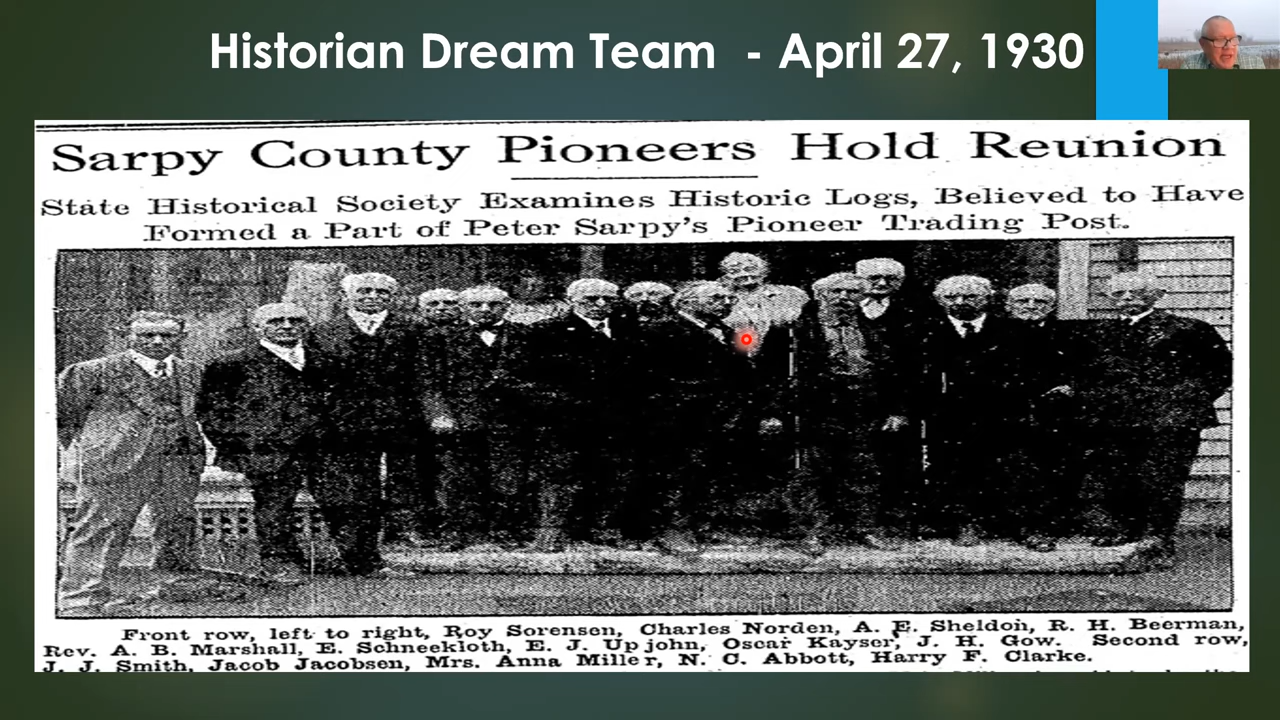 Historian Dream Team - April 27, 1930
Sarpy County Pioneers Hold Reunion
State Historical Society Examines Historic Logs, Believed to Have
Formed a Part of Peter Sarpy's Pioneer Trading Post.
Front row, left to right, Roy Sorensen, Charles Norden, A. E. Sheldon, R. H. Beerman,
Rev. A. B. Marshall, E. Schneekloth, E. J. Upjohn, Oscar Kayser, J. H. Gow. Second row,
J. J. Smith, Jacob Jacobsen, Mrs. Anna Miller, N. C. Abbott, Harry F. Clarke.